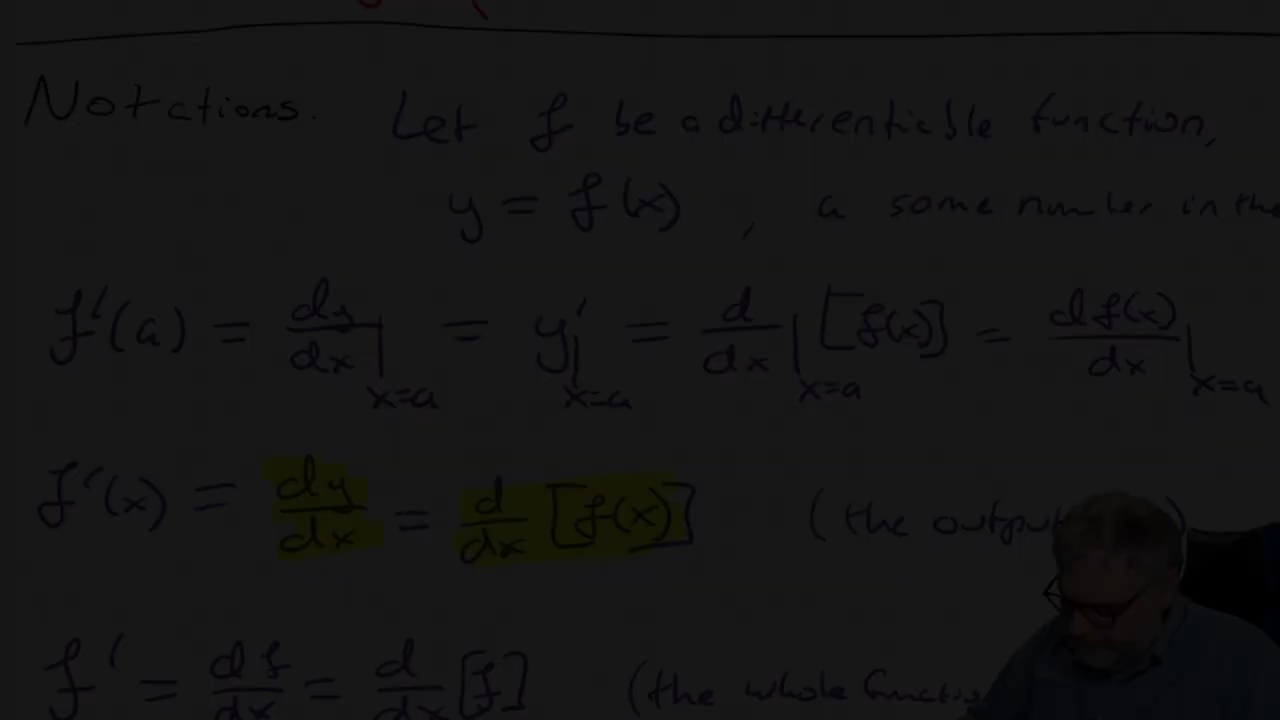 Notations. Let f be a differentiable function,
y = f(x), a some number in the
f'(a) = dy/dx|x=a = y'|x=a = d/dx|x=a [f(x)] = df(x)/dx|x=a
f'(x) = dy/dx = d/dx [f(x)] (the output )
f' = df/dx = d/dx [f] (the whole function